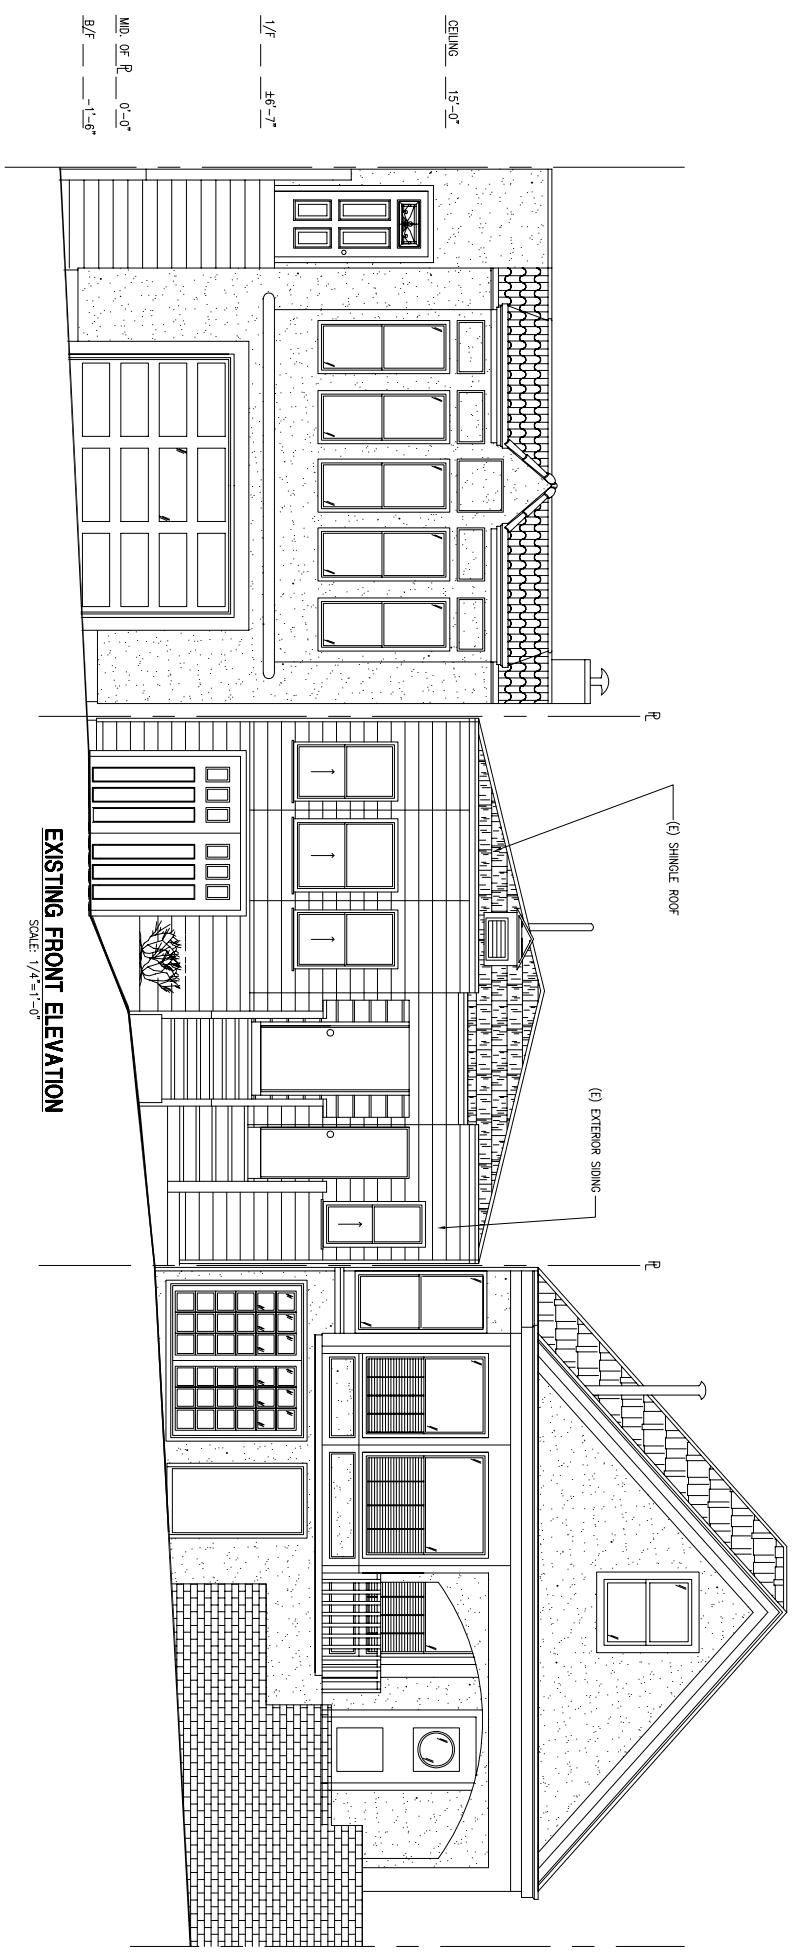 CEILING 15'-0"
1/F ±6'-7"
MID. OF ⅊ 0'-0"
B/F -1'-6"
⅊
(E) SHINGLE ROOF
(E) EXTERIOR SIDING
⅊
EXISTING FRONT ELEVATION
SCALE: 1/4"=1'-0"